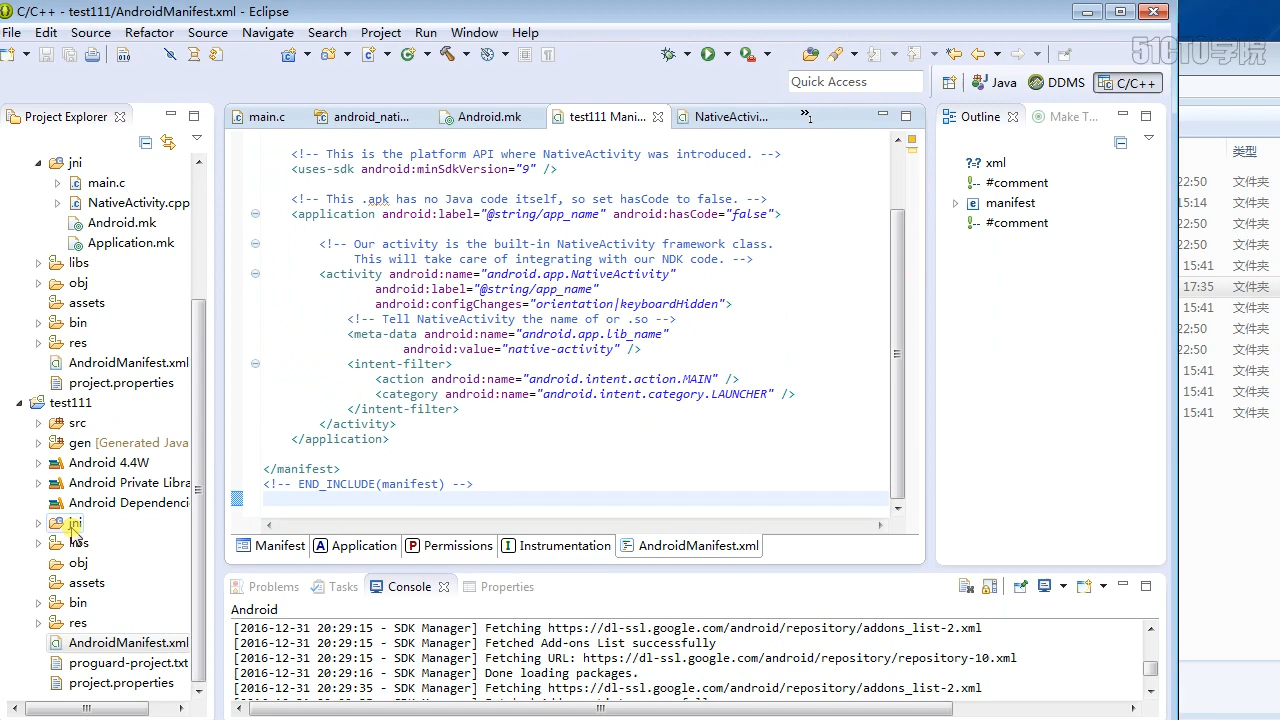 C/C++ - test111/AndroidManifest.xml - Eclipse
File Edit Source Refactor Source Navigate Search Project Run Window Help
51CTO学院
Quick Access
Java DDMS C/C++
Project Explorer
main.c android_nati... Android.mk test111 Mani... NativeActivi...
Outline Make T...
类型
jni
main.c
NativeActivity.cpp
Android.mk
Application.mk
libs
obj
assets
bin
res
AndroidManifest.xml
project.properties
test111
src
gen [Generated Java
Android 4.4W
Android Private Libra
Android Dependenci
jni
libs
obj
assets
bin
res
AndroidManifest.xml
proguard-project.txt
project.properties
<!-- This is the platform API where NativeActivity was introduced. -->
<uses-sdk android:minSdkVersion="9" />
<!-- This .apk has no Java code itself, so set hasCode to false. -->
<application android:label="@string/app_name" android:hasCode="false">
<!-- Our activity is the built-in NativeActivity framework class.
This will take care of integrating with our NDK code. -->
<activity android:name="android.app.NativeActivity"
android:label="@string/app_name"
android:configChanges="orientation|keyboardHidden">
<!-- Tell NativeActivity the name of or .so -->
<meta-data android:name="android.app.lib_name"
android:value="native-activity" />
<intent-filter>
<action android:name="android.intent.action.MAIN" />
<category android:name="android.intent.category.LAUNCHER" />
</intent-filter>
</activity>
</application>
</manifest>
<!-- END_INCLUDE(manifest) -->
Manifest Application Permissions Instrumentation AndroidManifest.xml
xml
#comment
manifest
#comment
22:50 文件夹
15:14 文件夹
22:50 文件夹
22:50 文件夹
15:41 文件夹
17:35 文件夹
15:41 文件夹
22:50 文件夹
22:50 文件夹
15:41 文件夹
15:41 文件夹
15:41 文件夹
Problems Tasks Console Properties
Android
[2016-12-31 20:29:15 - SDK Manager] Fetching https://dl-ssl.google.com/android/repository/addons_list-2.xml
[2016-12-31 20:29:15 - SDK Manager] Fetched Add-ons List successfully
[2016-12-31 20:29:15 - SDK Manager] Fetching URL: https://dl-ssl.google.com/android/repository/repository-10.xml
[2016-12-31 20:29:16 - SDK Manager] Done loading packages.
[2016-12-31 20:29:35 - SDK Manager] Fetching https://dl-ssl.google.com/android/repository/addons_list-2.xml